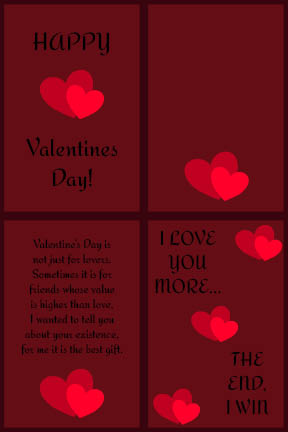 HAPPY
Valentines
Day!
Valentine's Day is
not just for lovers.
Sometimes it is for
friends whose value
is higher than love.
I wanted to tell you
about your existence,
for me it is the best gift.
I LOVE
YOU
MORE...
THE
END,
I WIN